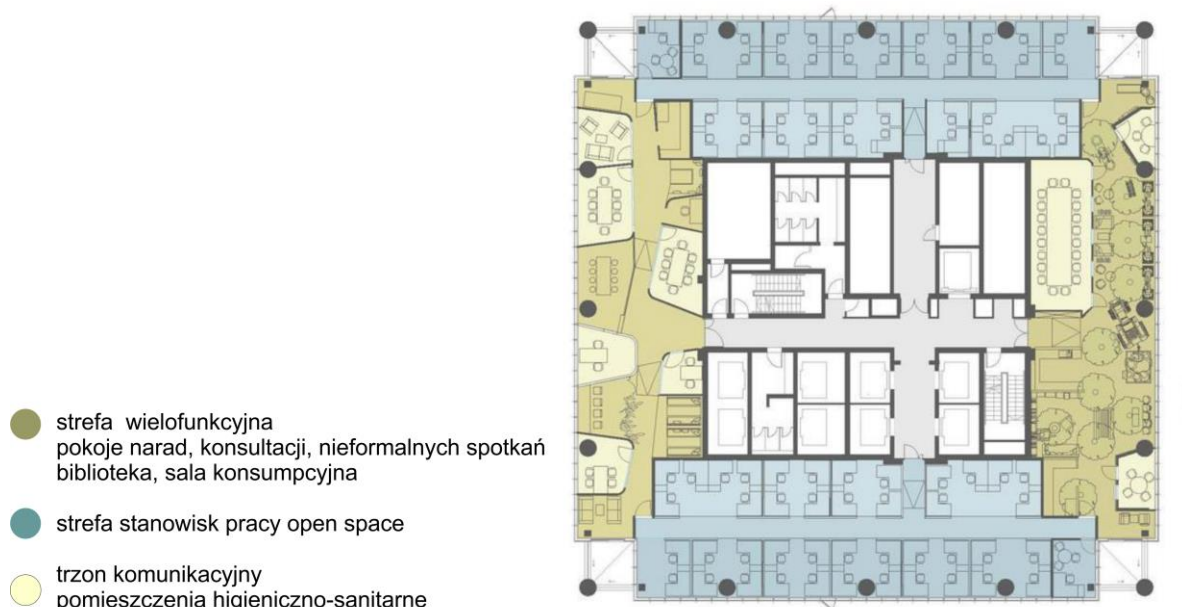 strefa wielofunkcyjna
pokoje narad, konsultacji, nieformalnych spotkań
biblioteka, sala konsumpcyjna
strefa stanowisk pracy open space
trzon komunikacyjny
pomieszczenia higieniczno-sanitarne